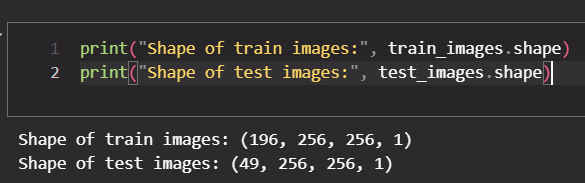 1 print("Shape of train images:", train_images.shape)
2 print("Shape of test images:", test_images.shape)
Shape of train images: (196, 256, 256, 1)
Shape of test images: (49, 256, 256, 1)